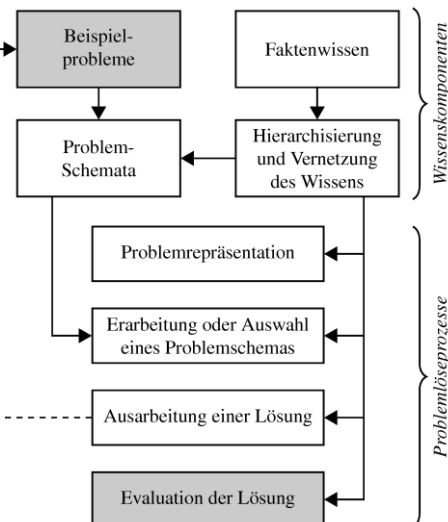 Beispiel-
probleme
Faktenwissen
Problem-
Schemata
Hierarchisierung
und Vernetzung
des Wissens
Wissenskomponenten
Problemrepräsentation
Erarbeitung oder Auswahl
eines Problemschemas
Ausarbeitung einer Lösung
Evaluation der Lösung
Problemlöseprozesse